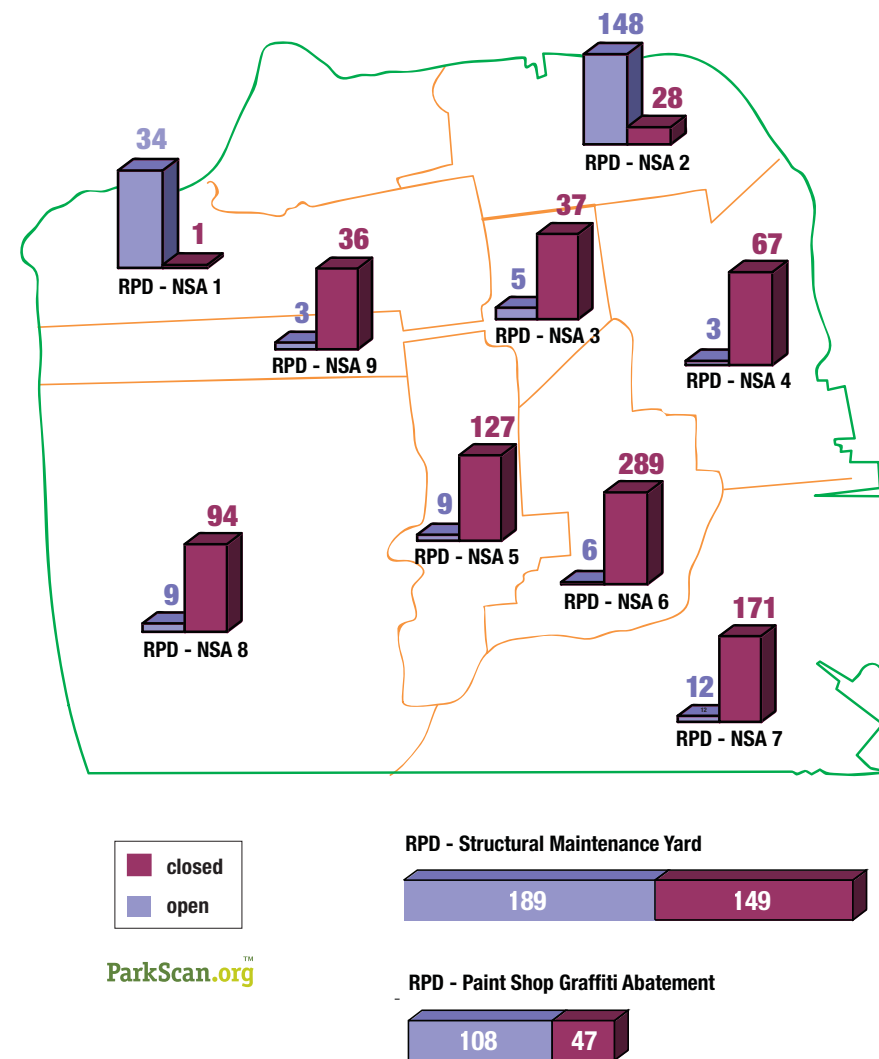 148
28
RPD - NSA 2
34
1
RPD - NSA 1
37
5
RPD - NSA 3
36
3
RPD - NSA 9
67
3
RPD - NSA 4
127
9
RPD - NSA 5
289
6
RPD - NSA 6
94
9
RPD - NSA 8
171
12
12
RPD - NSA 7
closed
open
ParkScan.org™
RPD - Structural Maintenance Yard
189 149
RPD - Paint Shop Graffiti Abatement
108 47